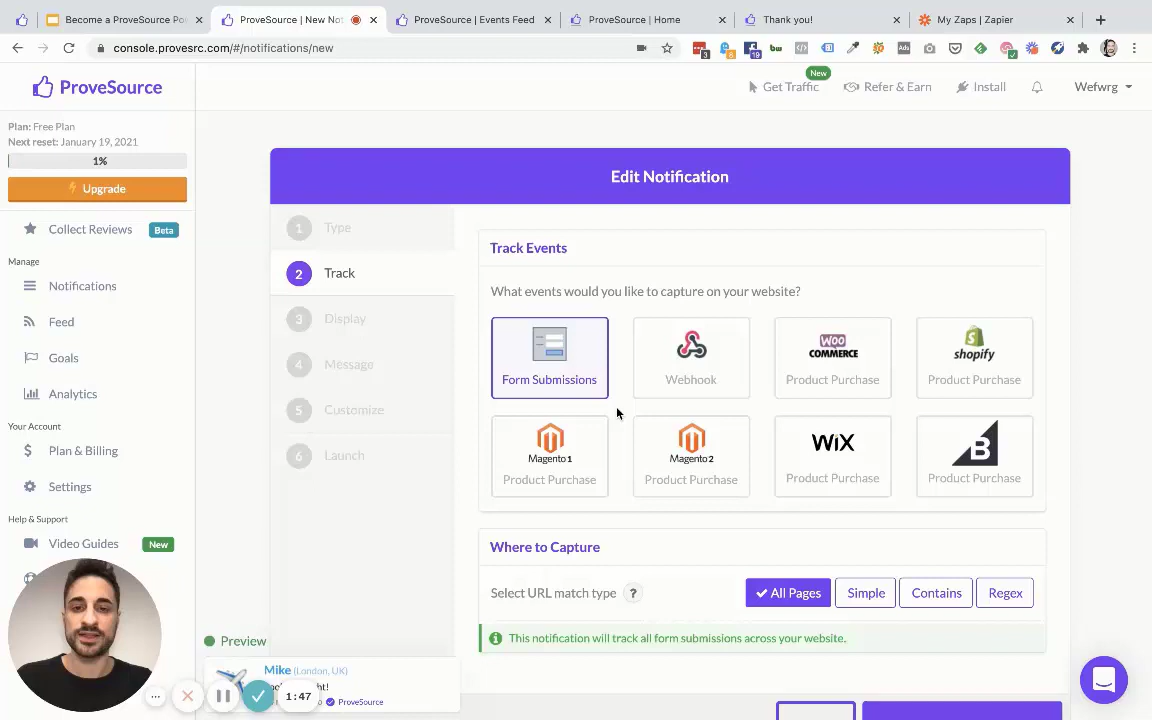 Become a ProveSource Po
ProveSource | New Not
ProveSource | Events Feed
ProveSource | Home
Thank you!
My Zaps | Zapier
console.provesrc.com/#/notifications/new
ProveSource
New
Get Traffic
Refer & Earn
Install
Wefwrg
Plan: Free Plan
Next reset: January 19, 2021
1%
Upgrade
Collect Reviews
Beta
Manage
Notifications
Feed
Goals
Analytics
Your Account
Plan & Billing
Settings
Help & Support
Video Guides
New
Edit Notification
1 Type
2 Track
3 Display
4 Message
5 Customize
6 Launch
Track Events
What events would you like to capture on your website?
Form Submissions
Webhook
WOO COMMERCE
Product Purchase
shopify
Product Purchase
Magento 1
Product Purchase
Magento 2
Product Purchase
WiX
Product Purchase
B
Product Purchase
Where to Capture
Select URL match type ?
All Pages
Simple
Contains
Regex
This notification will track all form submissions across your website.
Preview
Mike (London, UK)
ProveSource
1:47